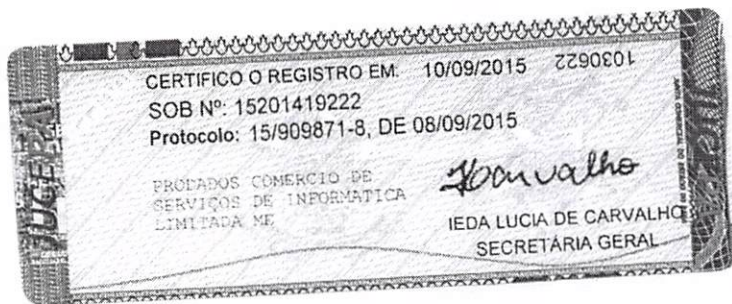 JUCEPA
CERTIFICO O REGISTRO EM: 10/09/2015
1030622
SOB Nº: 15201419222
Protocolo: 15/909871-8, DE 08/09/2015
PRODADOS COMERCIO DE
SERVIÇOS DE INFORMATICA
LIMITADA ME
IEDA LUCIA DE CARVALHO
SECRETÁRIA GERAL